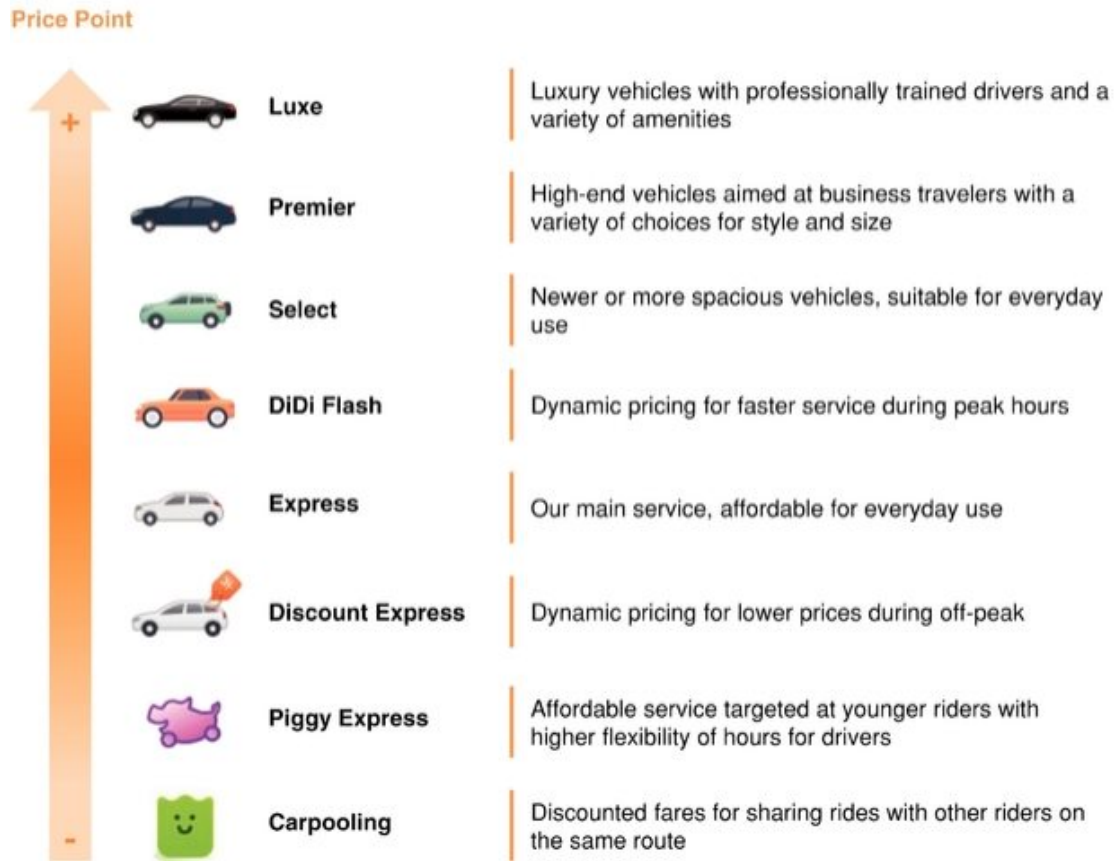 Price Point
+
Luxe
Luxury vehicles with professionally trained drivers and a
variety of amenities
Premier
High-end vehicles aimed at business travelers with a
variety of choices for style and size
Select
Newer or more spacious vehicles, suitable for everyday
use
DiDi Flash
Dynamic pricing for faster service during peak hours
Express
Our main service, affordable for everyday use
Discount Express
Dynamic pricing for lower prices during off-peak
Piggy Express
Affordable service targeted at younger riders with
higher flexibility of hours for drivers
-
Carpooling
Discounted fares for sharing rides with other riders on
the same route